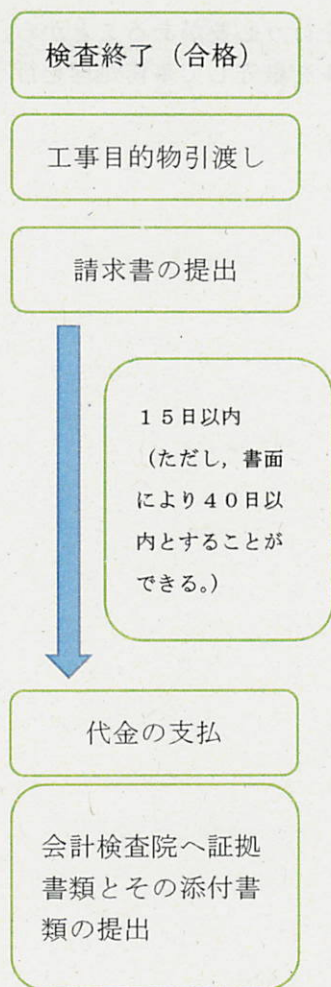 検査終了（合格）
工事目的物引渡し
請求書の提出
１５日以内
（ただし，書面
により４０日以
内とすることが
できる。）
代金の支払
会計検査院へ証拠
書類とその添付書
類の提出